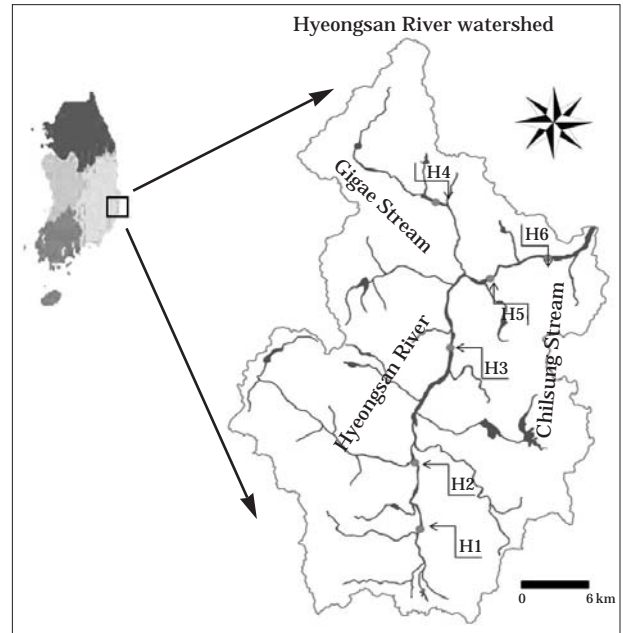 Hyeongsan River watershed
H4
Gigae Stream
H6
H5
Chilsung Stream
H3
Hyeongsan River
H2
H1
0 6 km